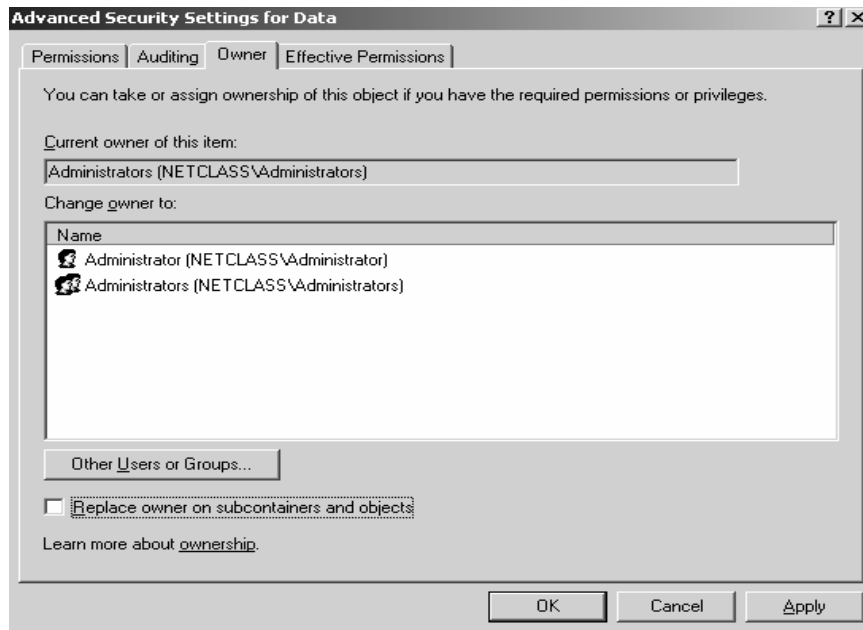 Advanced Security Settings for Data
Permissions Auditing Owner Effective Permissions
You can take or assign ownership of this object if you have the required permissions or privileges.
Current owner of this item:
Administrators (NETCLASS\Administrators)
Change owner to:
Name
Administrator (NETCLASS\Administrator)
Administrators (NETCLASS\Administrators)
Other Users or Groups...
Replace owner on subcontainers and objects
Learn more about ownership.
OK Cancel Apply